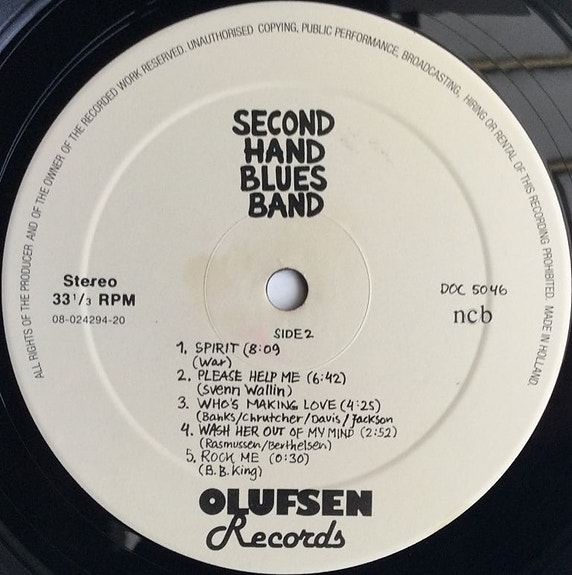 ALL RIGHTS OF THE PRODUCER AND OF THE OWNER OF THE RECORDED WORK RESERVED. UNAUTHORISED COPYING, PUBLIC PERFORMANCE, BROADCASTING, HIRING OR RENTAL OF THIS RECORDING PROHIBITED. MADE IN HOLLAND.
SECOND
HAND
BLUES
BAND
Stereo
33 1/3 RPM
08-024294-20
DOC 5046
ncb
SIDE 2
1. SPIRIT (8:09
(War)
2. PLEASE HELP ME (6:42)
(Svenn Wallin)
3. WHO'S MAKING LOVE (4:25)
(Banks/Chrutcher/Davis/Jackson
4. WASH HER OUT OF MY MIND (2:52)
(Rasmussen/Berthelsen)
5. ROCK ME (0:30)
(B.B. King)
OLUFSEN
Records